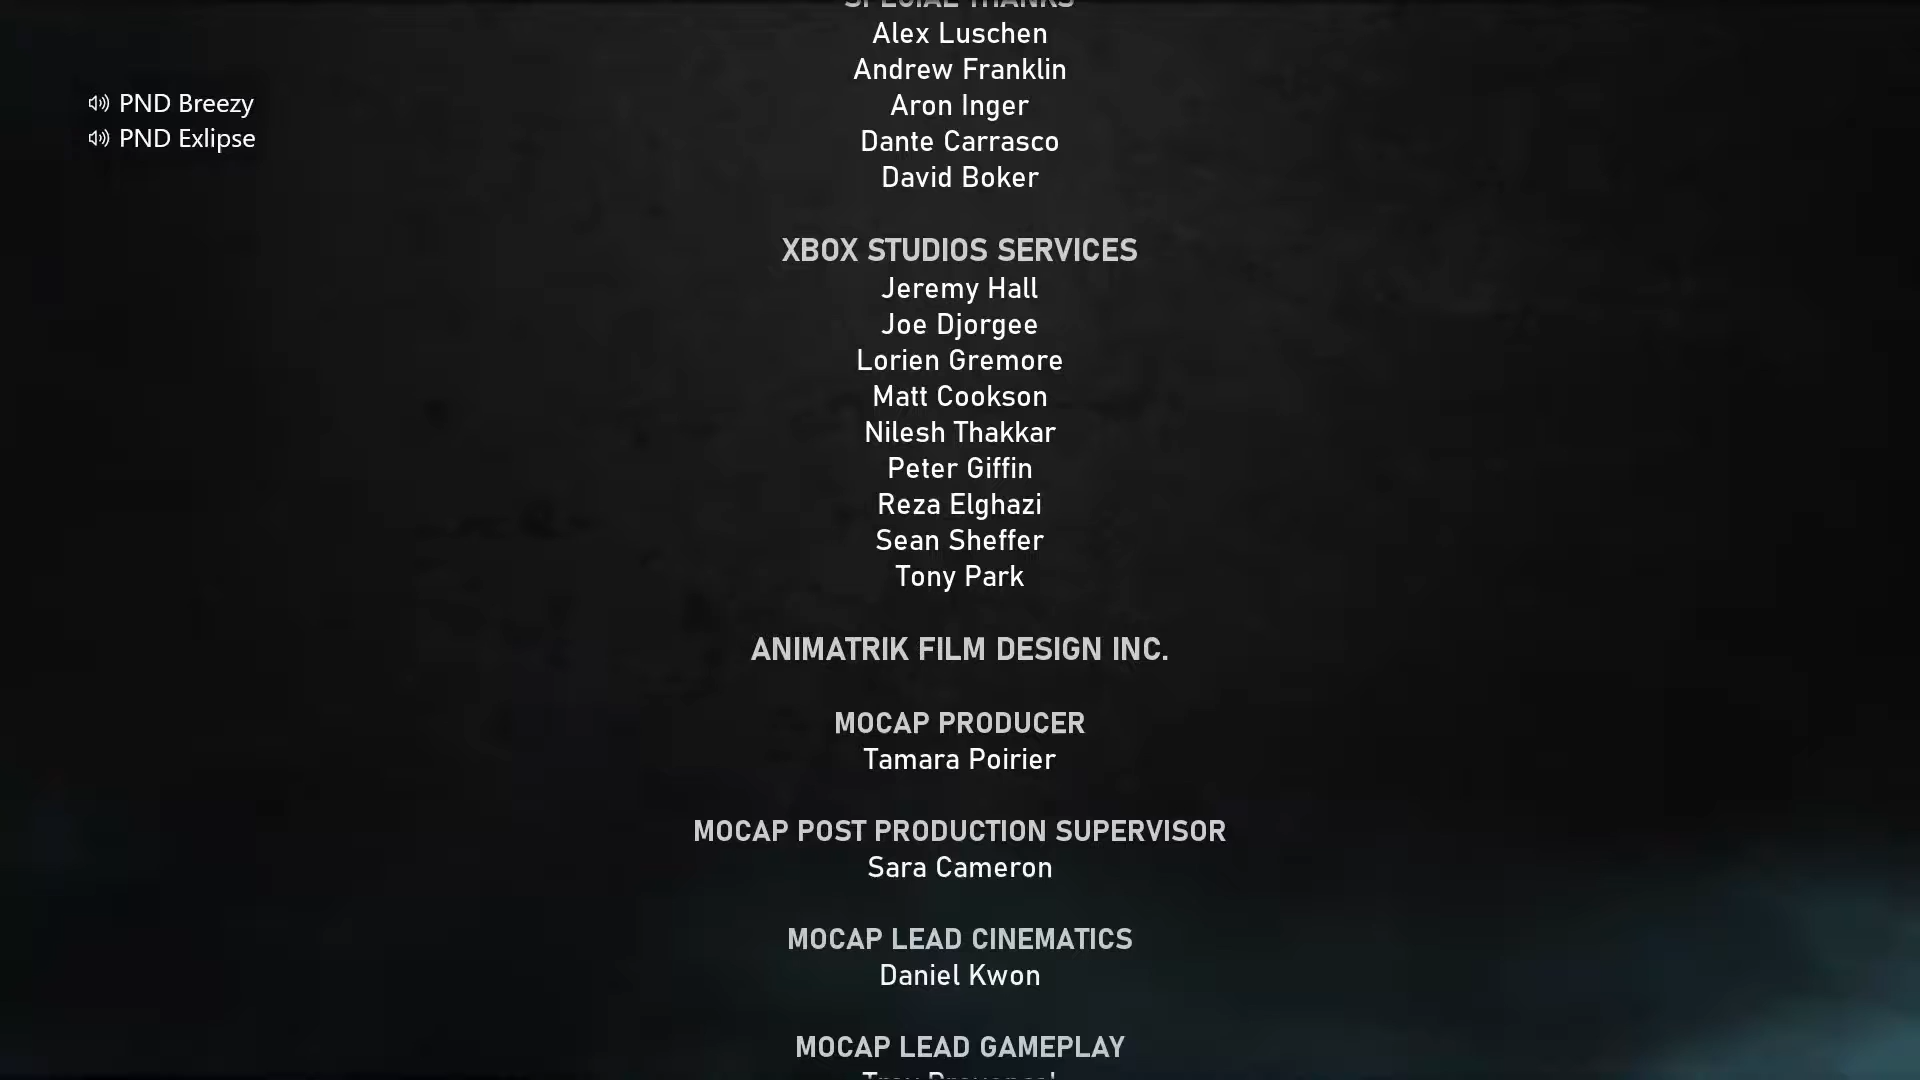 SPECIAL THANKS
Alex Luschen
Andrew Franklin
Aron Inger
Dante Carrasco
David Boker
PND Breezy
PND Exlipse
XBOX STUDIOS SERVICES
Jeremy Hall
Joe Djorgee
Lorien Gremore
Matt Cookson
Nilesh Thakkar
Peter Giffin
Reza Elghazi
Sean Sheffer
Tony Park
ANIMATRIK FILM DESIGN INC.
MOCAP PRODUCER
Tamara Poirier
MOCAP POST PRODUCTION SUPERVISOR
Sara Cameron
MOCAP LEAD CINEMATICS
Daniel Kwon
MOCAP LEAD GAMEPLAY